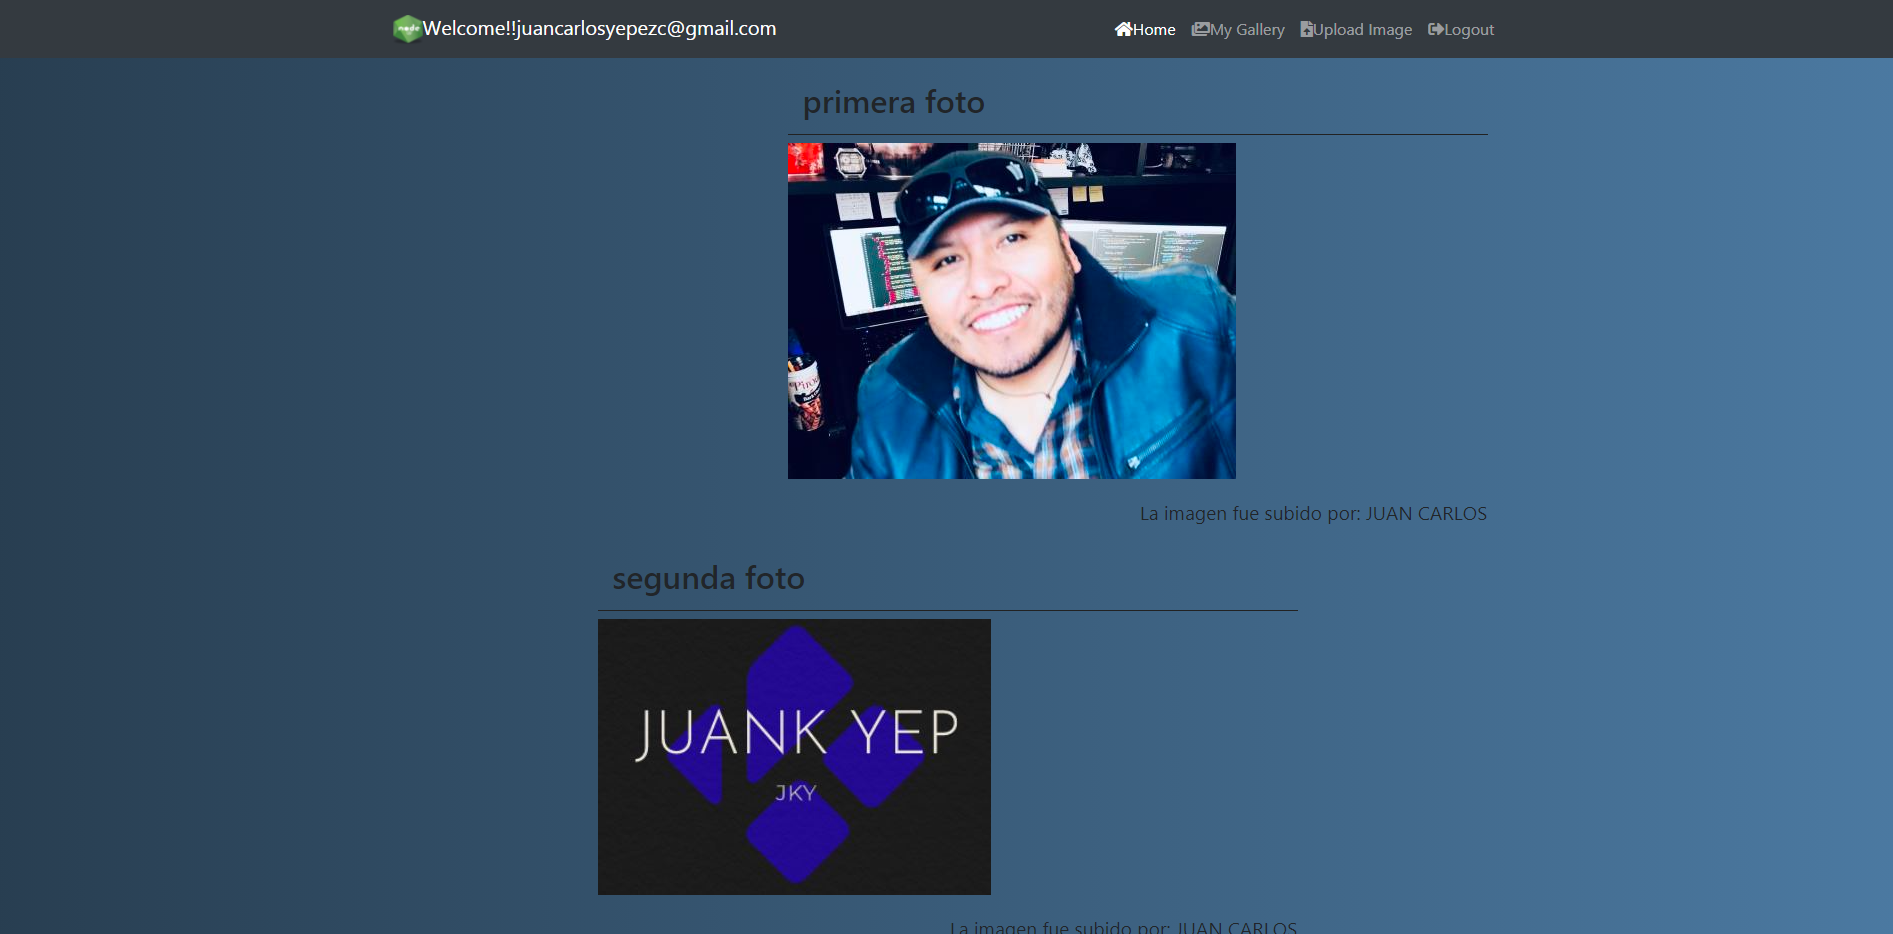 node
Welcome!!juancarlosyepezc@gmail.com
Home
My Gallery
Upload Image
Logout
primera foto
La imagen fue subido por: JUAN CARLOS
segunda foto
JUANK YEP
JKY
La imagen fue subido por: JUAN CARLOS